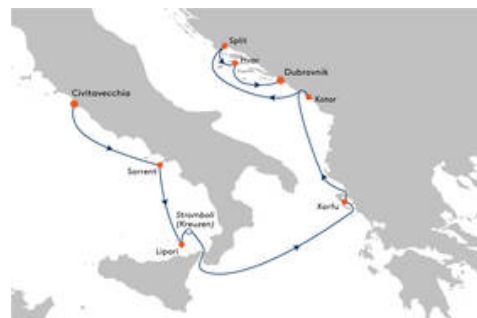 Split
Hvar
Dubrovnik
Civitavecchia
Kotor
Sorrent
Stromboli
(Kreuzen)
Korfu
Lipari